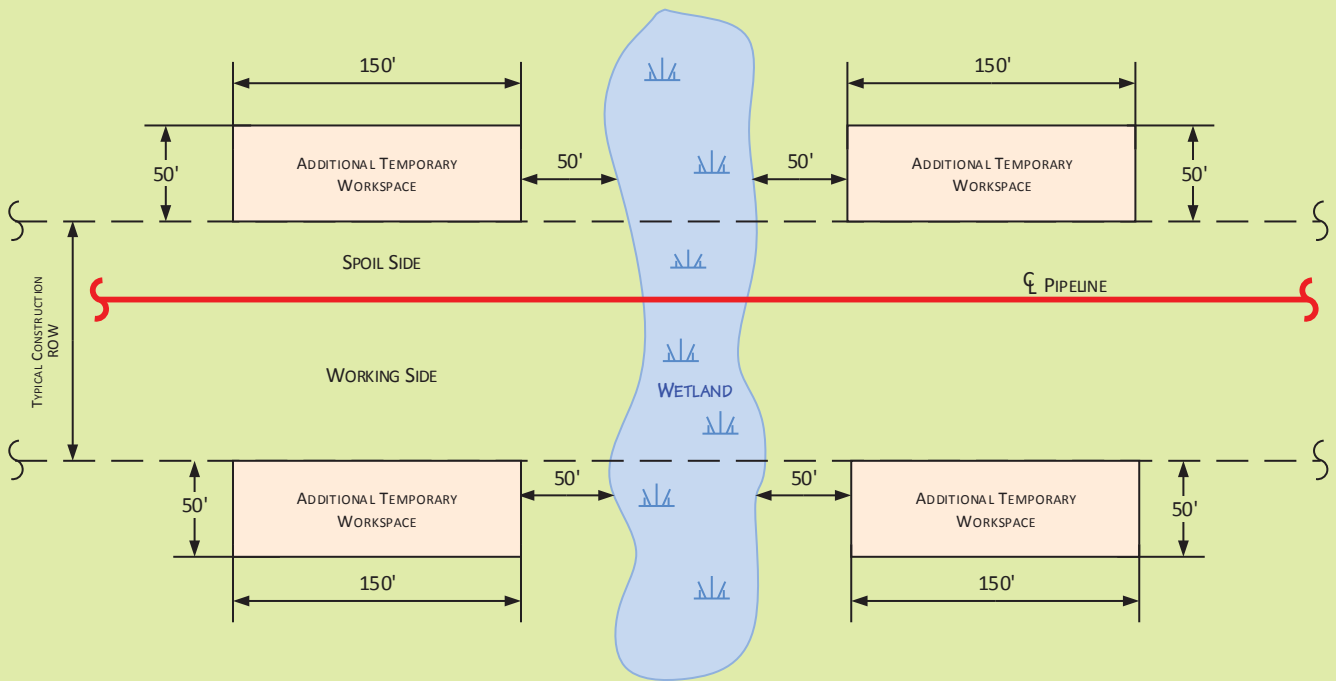 150'
150'
50'
ADDITIONAL TEMPORARY
WORKSPACE
50'
50'
ADDITIONAL TEMPORARY
WORKSPACE
50'
SPOIL SIDE
℄ PIPELINE
TYPICAL CONSTRUCTION
ROW
WORKING SIDE
WETLAND
50'
ADDITIONAL TEMPORARY
WORKSPACE
50'
50'
ADDITIONAL TEMPORARY
WORKSPACE
50'
150'
150'